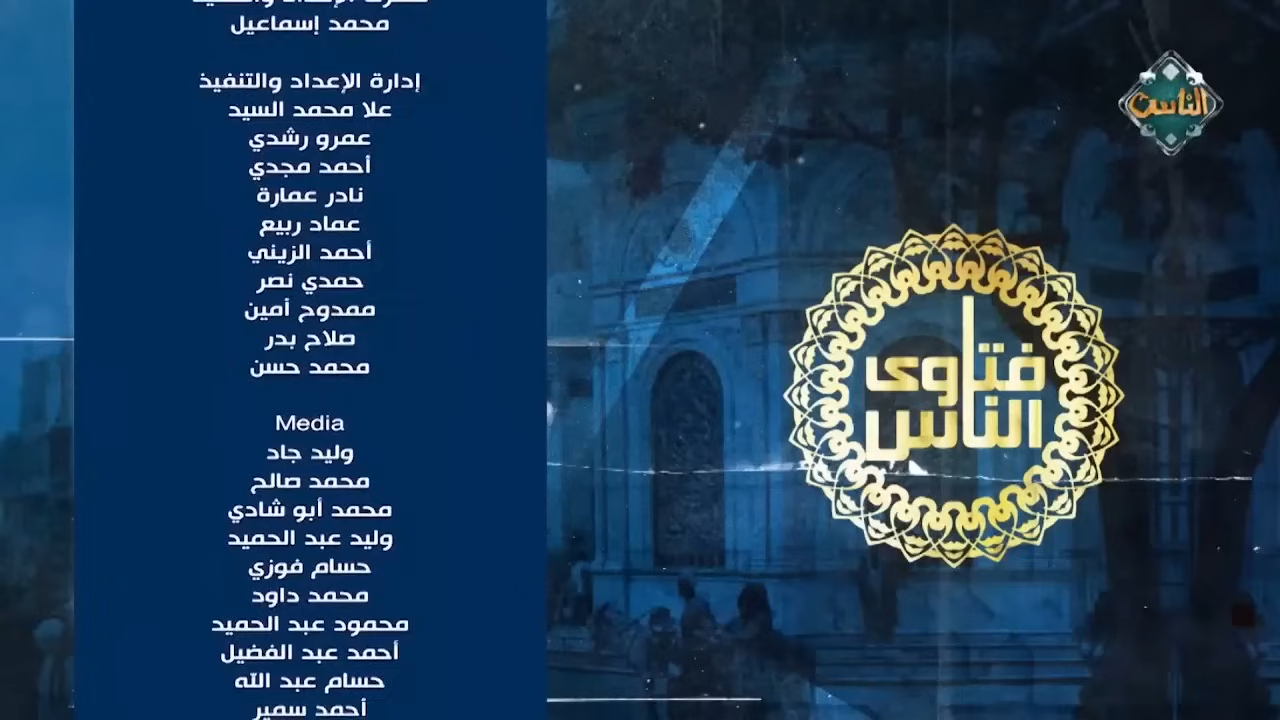 محمد إسماعيل
إدارة الإعداد والتنفيذ
علا محمد السيد
عمرو رشدي
أحمد مجدي
نادر عمارة
عماد ربيع
أحمد الزيني
حمدي نصر
ممدوح أمين
صلاح بدر
محمد حسن
Media
وليد جاد
محمد صالح
محمد أبو شادي
وليد عبد الحميد
حسام فوزي
محمد داود
محمود عبد الحميد
أحمد عبد الفضيل
حسام عبد الله
أحمد سمير
الناس
فتاوى
الناس